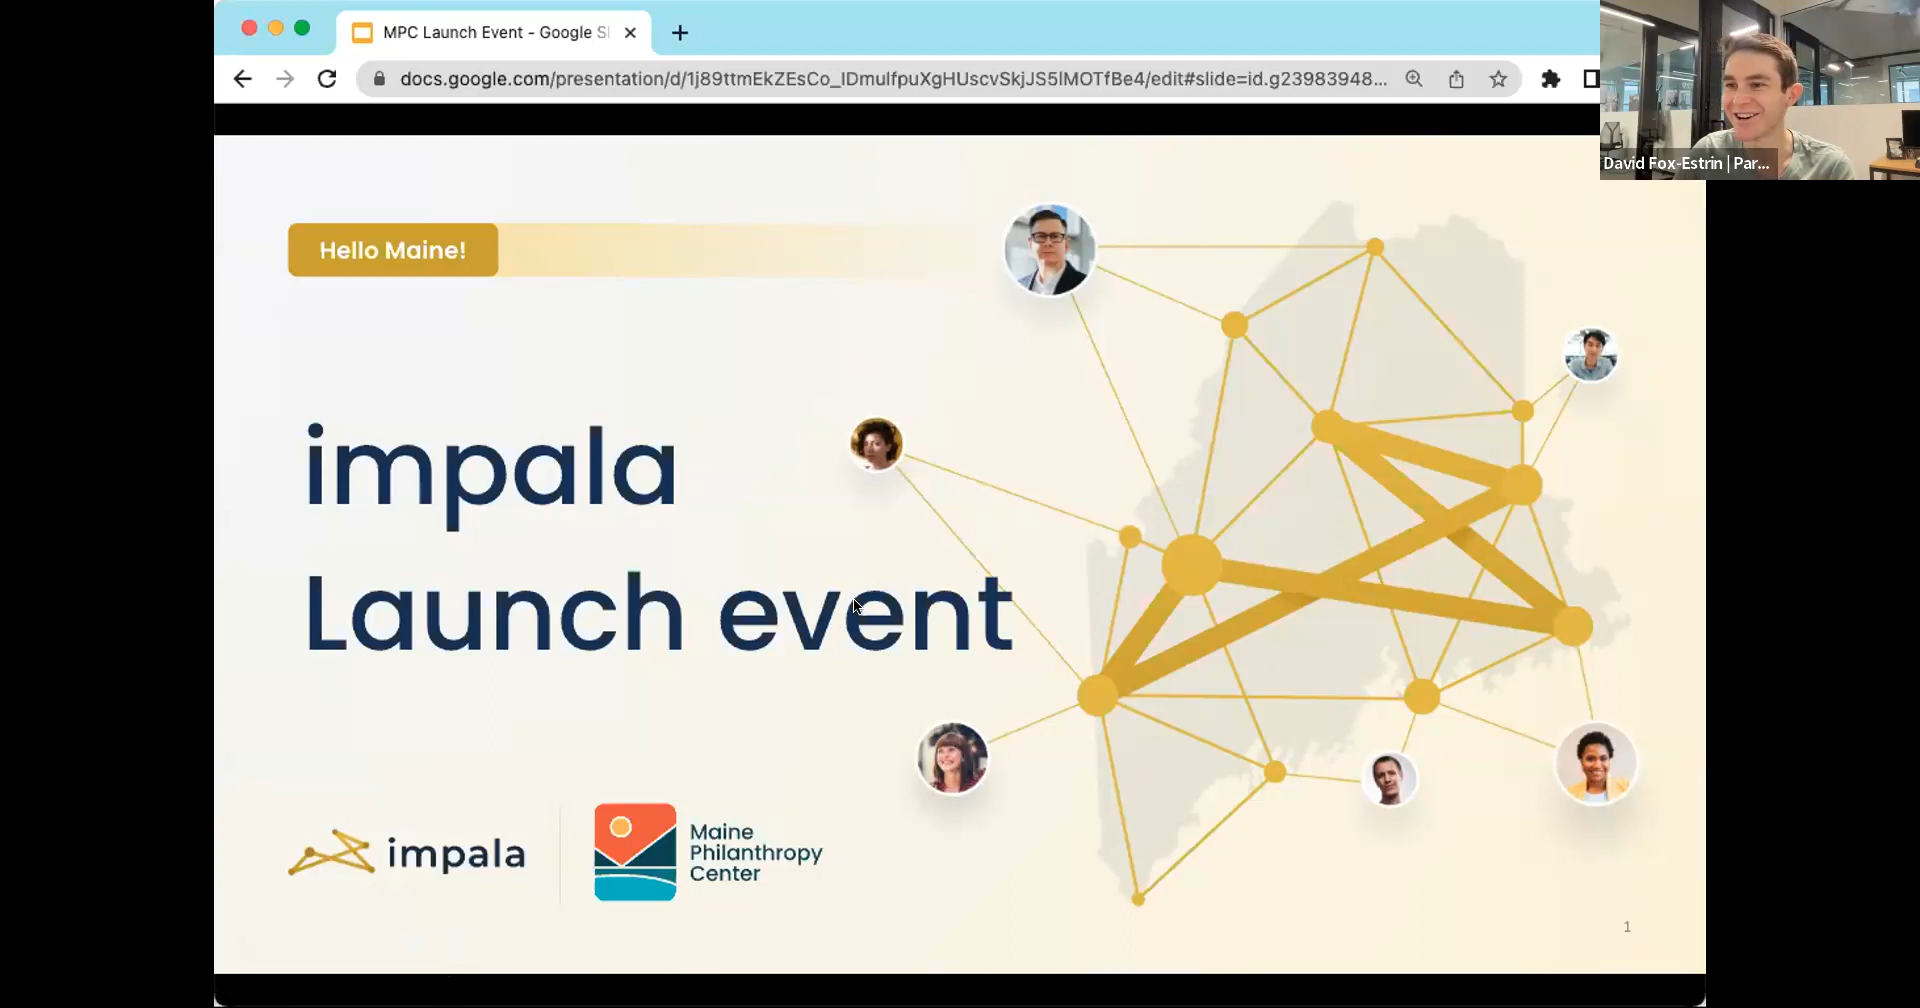 MPC Launch Event - Google Sl
docs.google.com/presentation/d/1j89ttmEkZEsCo_IDmulfpuXgHUscvSkjJS5lMOTfBe4/edit#slide=id.g23983948...
David Fox-Estrin | Par...
Hello Maine!
impala
Launch event
impala
Maine
Philanthropy
Center
1